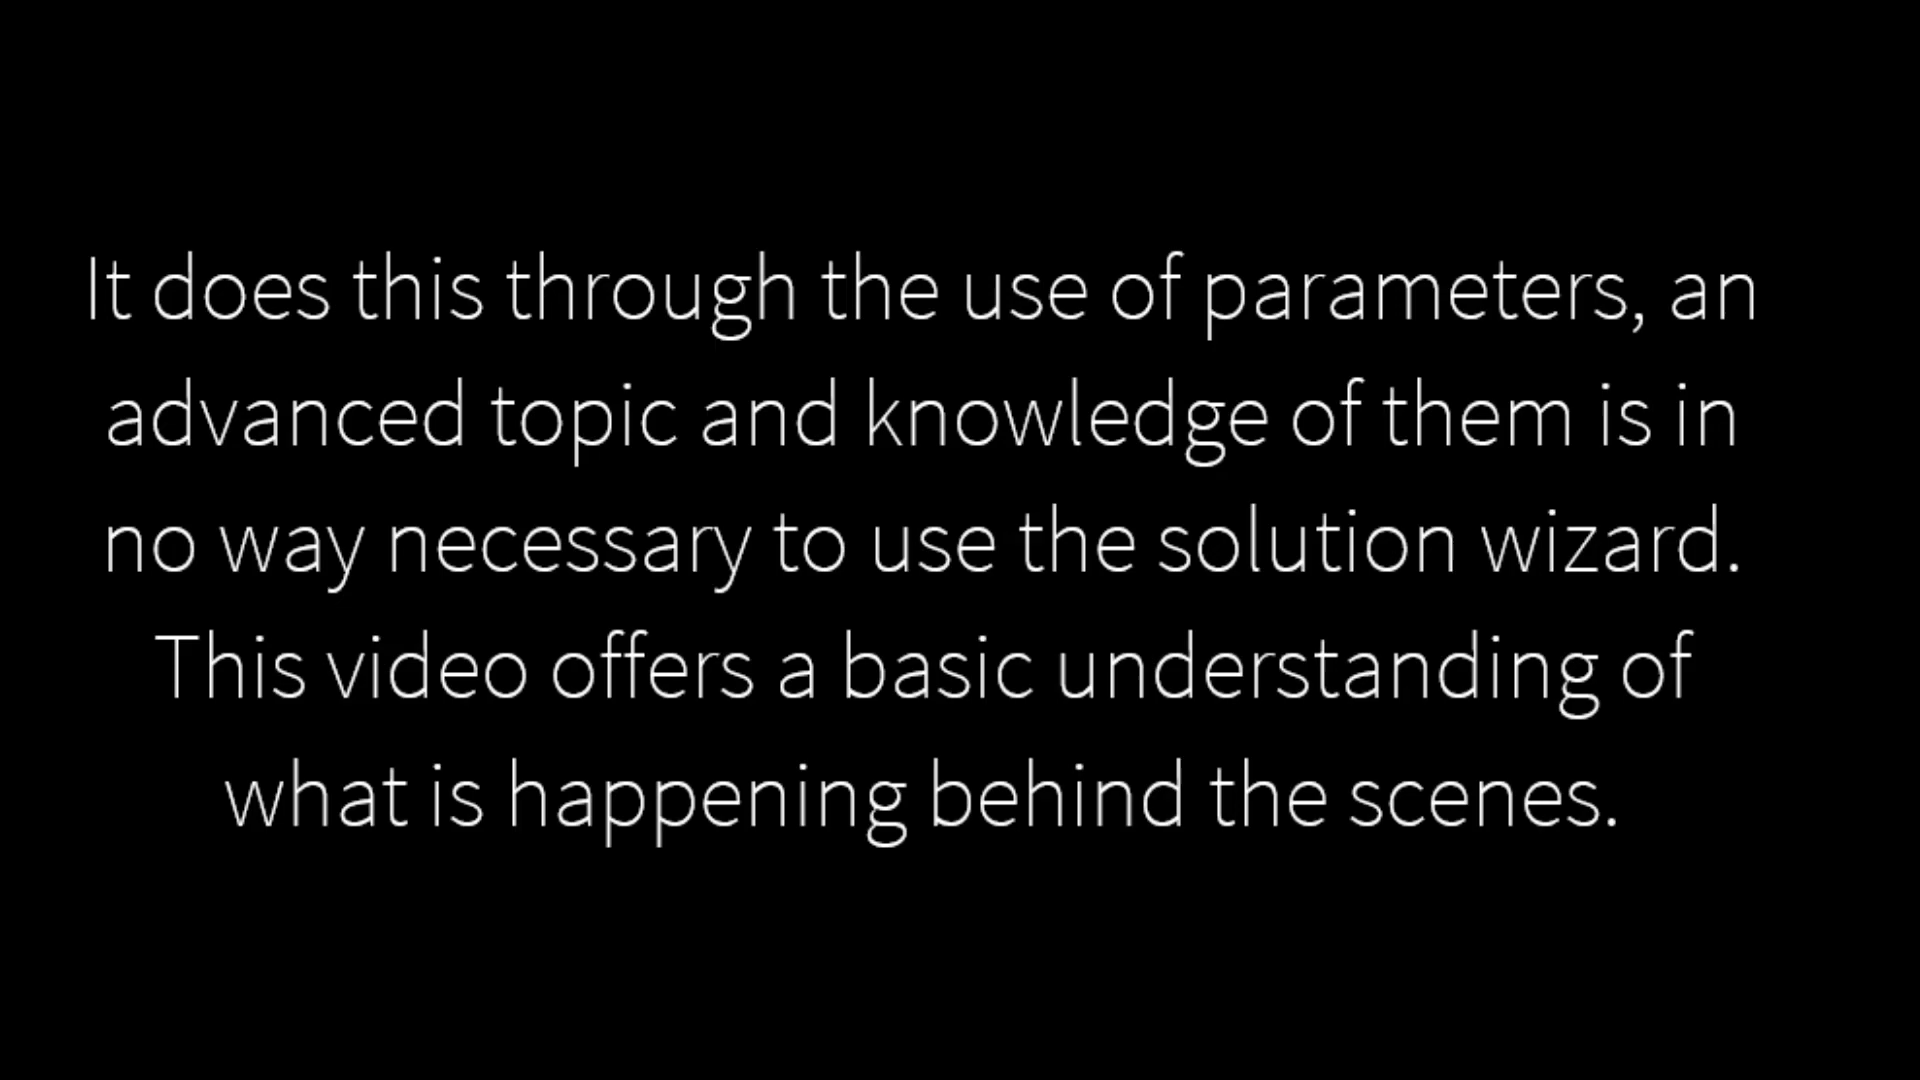 It does this through the use of parameters, an
advanced topic and knowledge of them is in
no way necessary to use the solution wizard.
This video offers a basic understanding of
what is happening behind the scenes.